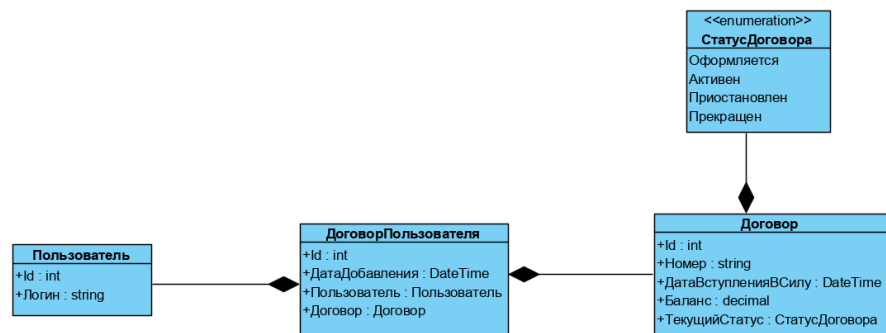 <<enumeration>>
СтатусДоговора
Оформляется
Активен
Приостановлен
Прекращен
Пользователь
+Id : int
+Логин : string
ДоговорПользователя
+Id : int
+ДатаДобавления : DateTime
+Пользователь : Пользователь
+Договор : Договор
Договор
+Id : int
+Номер : string
+ДатаВступленияВСилу : DateTime
+Баланс : decimal
+ТекущийСтатус : СтатусДоговора